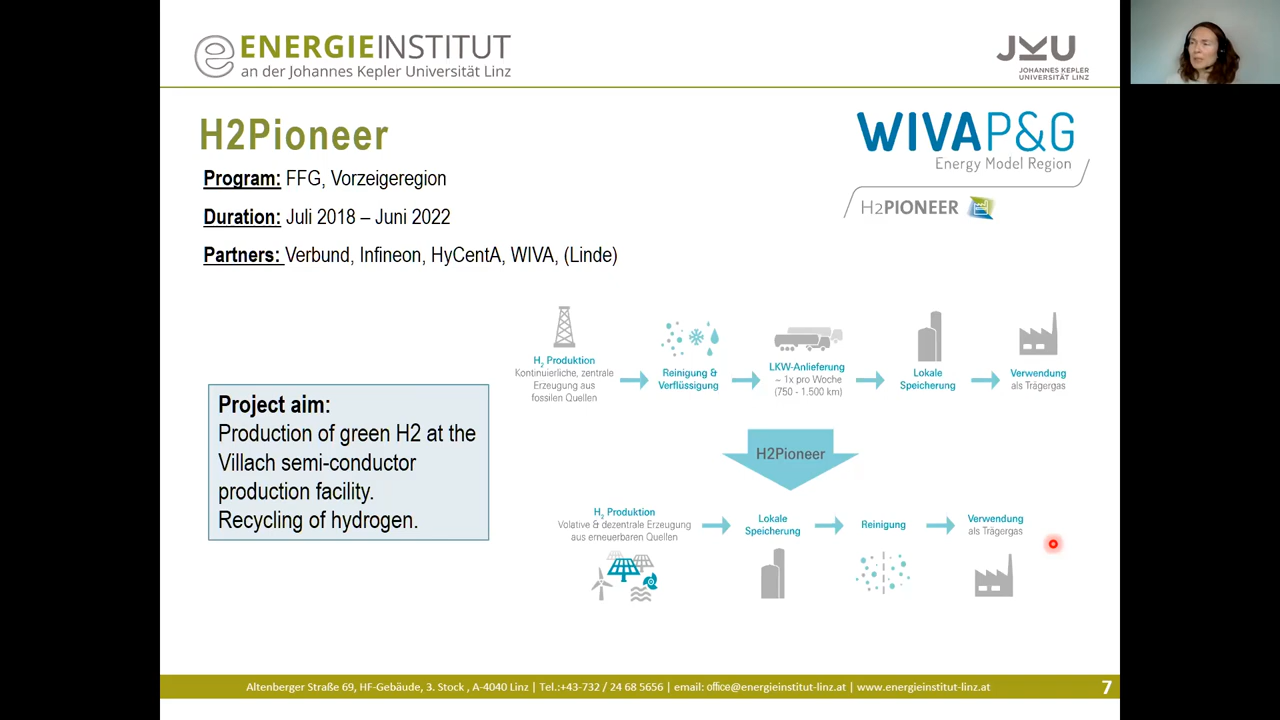 ENERGIEINSTITUT
an der Johannes Kepler Universität Linz
JKU
JOHANNES KEPLER
UNIVERSITÄT LINZ
H2Pioneer
WIVAP&G
Energy Model Region
H2PIONEER
Program: FFG, Vorzeigeregion
Duration: Juli 2018 – Juni 2022
Partners: Verbund, Infineon, HyCentA, WIVA, (Linde)
H2 Produktion
Kontinuierliche, zentrale
Erzeugung aus
fossilen Quellen
Reinigung &
Verflüssigung
LKW-Anlieferung
~ 1x pro Woche
(750 - 1.500 km)
Lokale
Speicherung
Verwendung
als Trägergas
Project aim:
Production of green H2 at the
Villach semi-conductor
production facility.
Recycling of hydrogen.
H2Pioneer
H2 Produktion
Volative & dezentrale Erzeugung
aus erneuerbaren Quellen
Lokale
Speicherung
Reinigung
Verwendung
als Trägergas
Altenberger Straße 69, HF-Gebäude, 3. Stock , A-4040 Linz | Tel.:+43-732 / 24 68 5656 | email: office@energieinstitut-linz.at | www.energieinstitut-linz.at
7